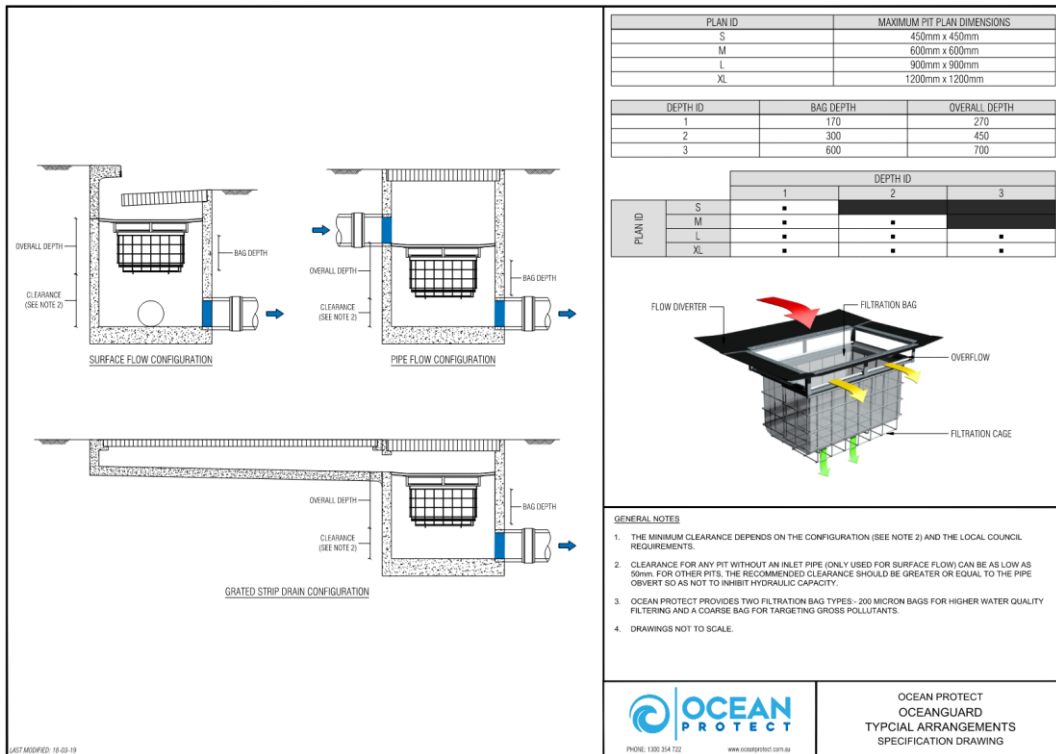 OVERALL DEPTH
BAG DEPTH
CLEARANCE
(SEE NOTE 2)
SURFACE FLOW CONFIGURATION
OVERALL DEPTH
BAG DEPTH
CLEARANCE
(SEE NOTE 2)
PIPE FLOW CONFIGURATION
OVERALL DEPTH
BAG DEPTH
CLEARANCE
(SEE NOTE 2)
GRATED STRIP DRAIN CONFIGURATION
LAST MODIFIED: 18-03-19
PLAN ID MAXIMUM PIT PLAN DIMENSIONS
S 450mm x 450mm
M 600mm x 600mm
L 900mm x 900mm
XL 1200mm x 1200mm
DEPTH ID BAG DEPTH OVERALL DEPTH
1 170 270
2 300 450
3 600 700
DEPTH ID
1 2 3
PLAN ID
S
M
L
XL
FLOW DIVERTER
FILTRATION BAG
OVERFLOW
FILTRATION CAGE
GENERAL NOTES
1. THE MINIMUM CLEARANCE DEPENDS ON THE CONFIGURATION (SEE NOTE 2) AND THE LOCAL COUNCIL
REQUIREMENTS.
2. CLEARANCE FOR ANY PIT WITHOUT AN INLET PIPE (ONLY USED FOR SURFACE FLOW) CAN BE AS LOW AS
50mm. FOR OTHER PITS, THE RECOMMENDED CLEARANCE SHOULD BE GREATER OR EQUAL TO THE PIPE
OBVERT SO AS NOT TO INHIBIT HYDRAULIC CAPACITY.
3. OCEAN PROTECT PROVIDES TWO FILTRATION BAG TYPES:- 200 MICRON BAGS FOR HIGHER WATER QUALITY
FILTERING AND A COARSE BAG FOR TARGETING GROSS POLLUTANTS.
4. DRAWINGS NOT TO SCALE.
OCEAN
PROTECT
PHONE: 1300 354 722 www.oceanprotect.com.au
OCEAN PROTECT
OCEANGUARD
TYPCIAL ARRANGEMENTS
SPECIFICATION DRAWING